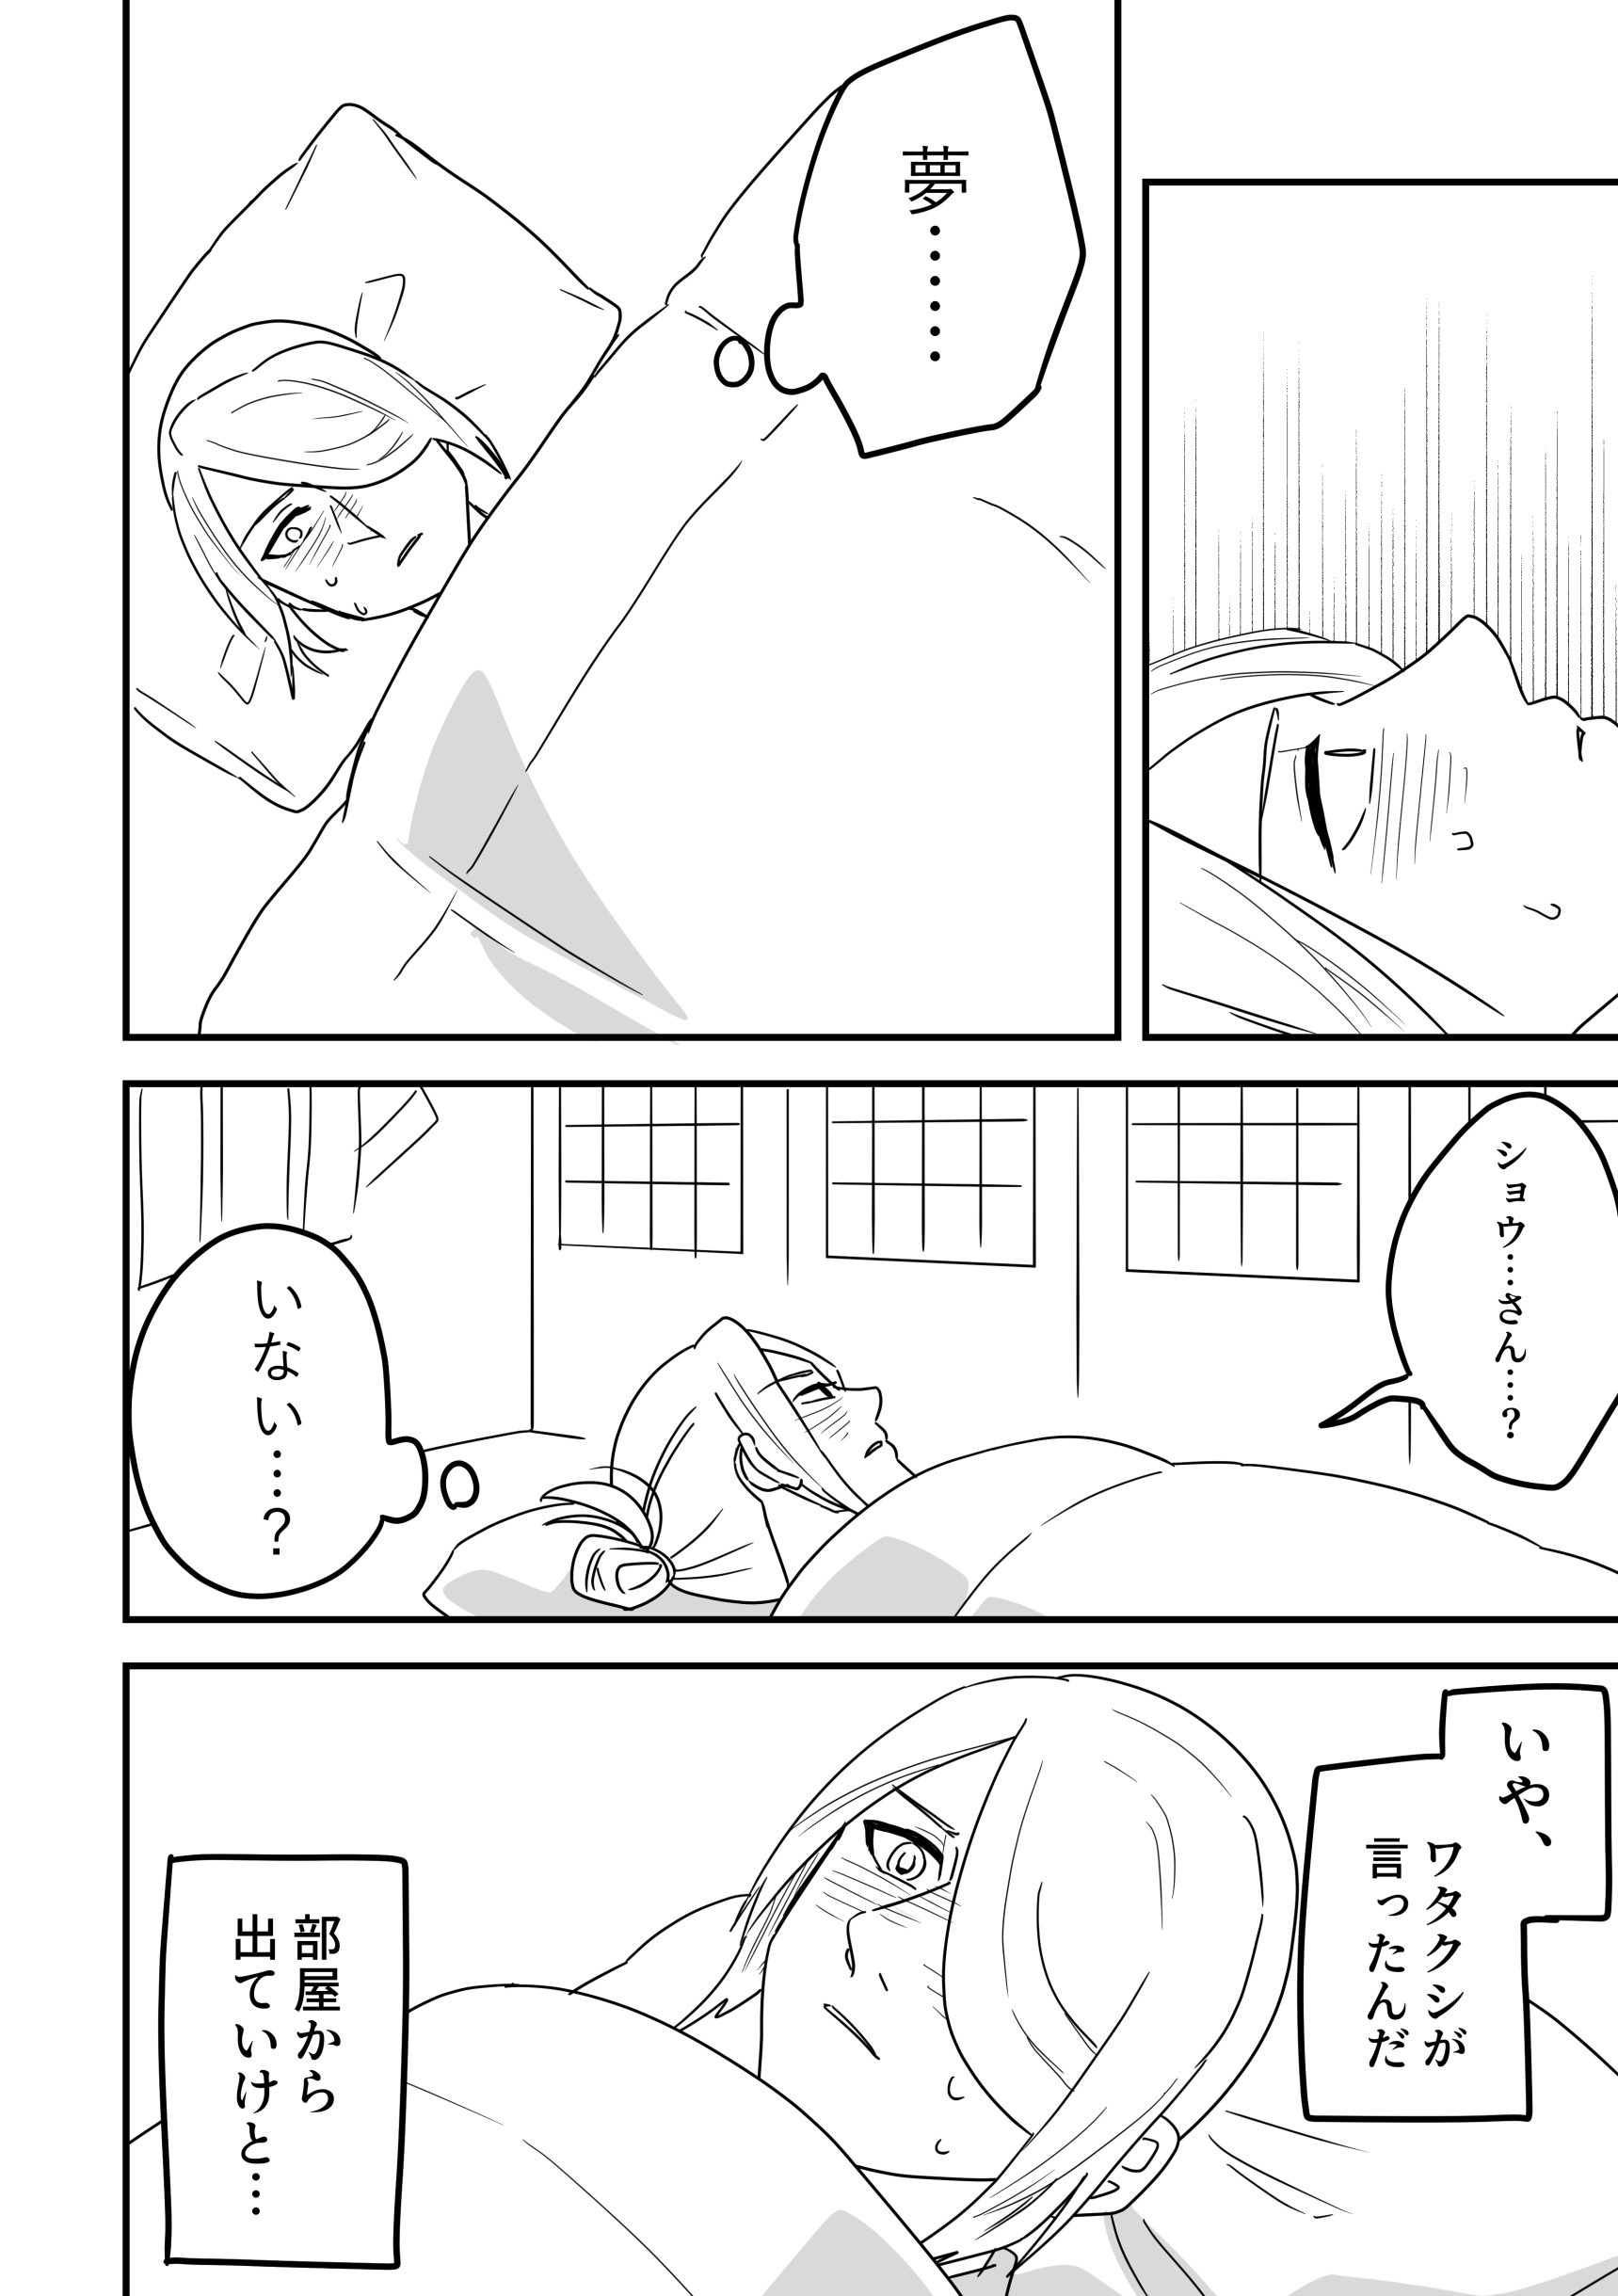 夢……
ショウ……さん……？
いない……？
いや、
ワタクシが
言ったんだ
部屋から
出ていけと…